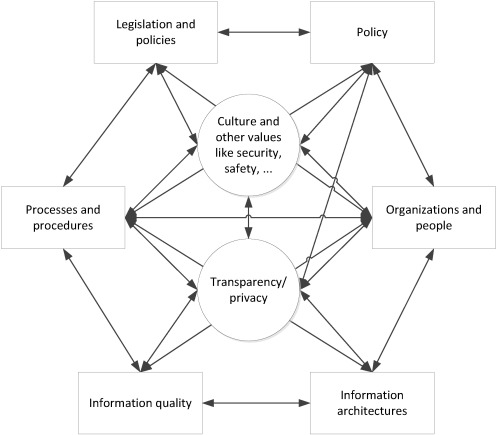 Legislation and
policies
Policy
Culture and
other values
like security,
safety, ...
Processes and
procedures
Organizations and
people
Transparency/
privacy
Information quality
Information
architectures